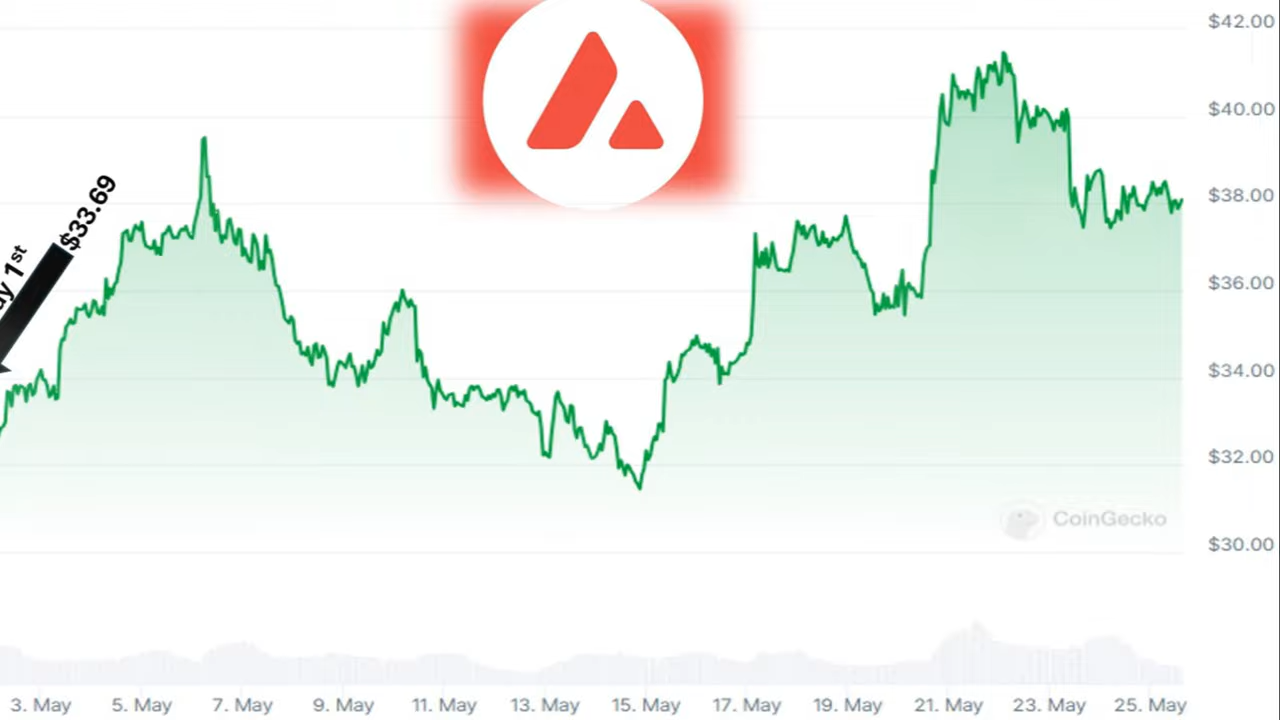 $42.00
$40.00
$38.00
$36.00
$34.00
$32.00
$30.00
1st
$33.69
CoinGecko
3. May 5. May 7. May 9. May 11. May 13. May 15. May 17. May 19. May 21. May 23. May 25. May